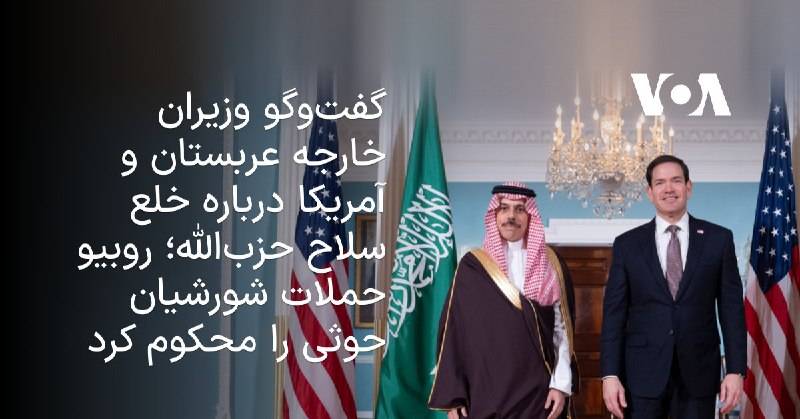 VOA
گفت‌وگو وزیران
خارجه عربستان و
آمریکا درباره خلع
سلاح حزب‌الله؛ روبیو
حملات شورشیان
حوثی را محکوم کرد